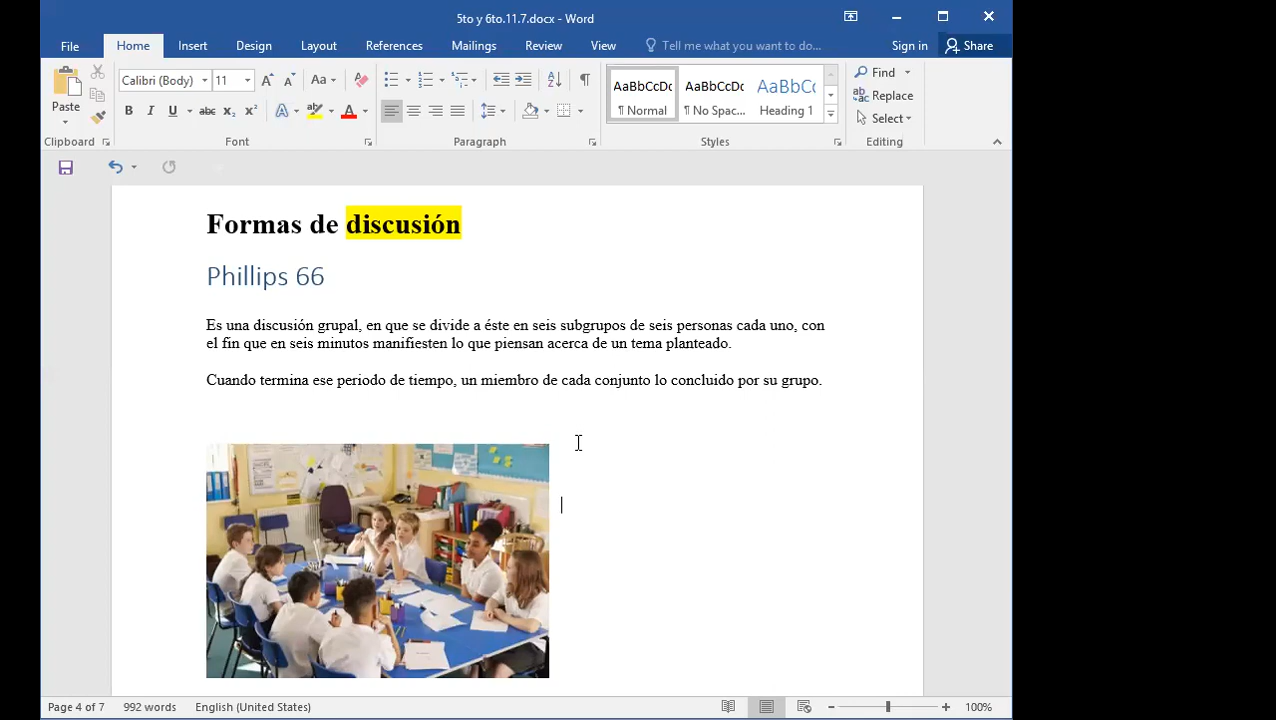 5to y 6to.11.7.docx - Word
File Home Insert Design Layout References Mailings Review View Tell me what you want to do... Sign in Share
Paste
Calibri (Body) 11 Aa
B I U abc x₂ x² A A
AaBbCcDc AaBbCcDc AaBbCc
¶ Normal ¶ No Spac... Heading 1
Find
Replace
Select
Clipboard Font Paragraph Styles Editing
Formas de discusión
Phillips 66
Es una discusión grupal, en que se divide a éste en seis subgrupos de seis personas cada uno, con
el fín que en seis minutos manifiesten lo que piensan acerca de un tema planteado.
Cuando termina ese periodo de tiempo, un miembro de cada conjunto lo concluido por su grupo.
Page 4 of 7 992 words English (United States) 100%